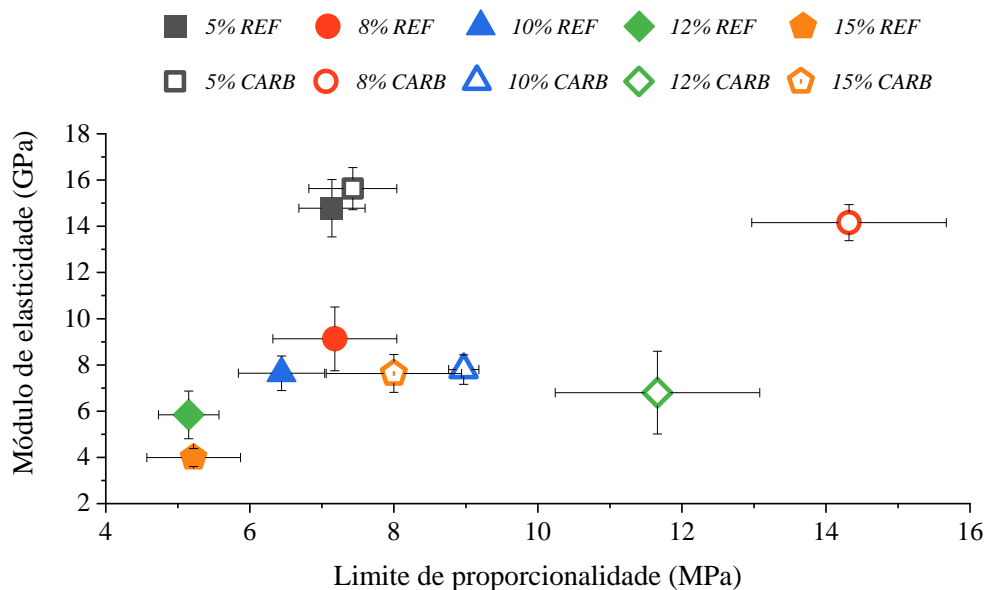 5% REF 8% REF 10% REF 12% REF 15% REF
5% CARB 8% CARB 10% CARB 12% CARB 15% CARB
Módulo de elasticidade (GPa)
18
16
14
12
10
8
6
4
2
4 6 8 10 12 14 16
Limite de proporcionalidade (MPa)